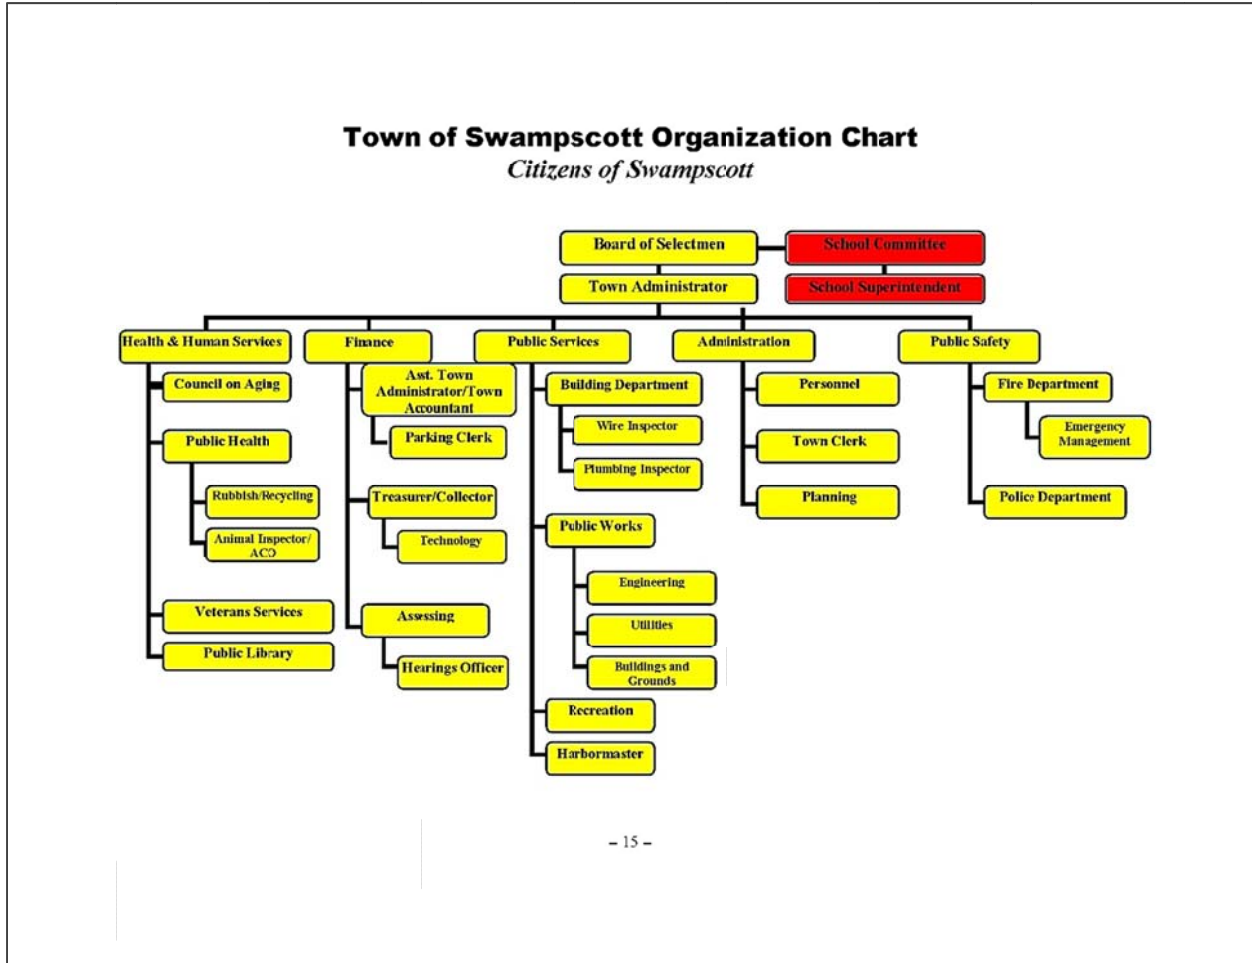 Town of Swampscott Organization Chart
Citizens of Swampscott
Board of Selectmen
School Committee
Town Administrator
School Superintendent
Health & Human Services
Council on Aging
Public Health
Rubbish/Recycling
Animal Inspector/
ACO
Veterans Services
Public Library
Finance
Asst. Town
Administrator/Town
Accountant
Parking Clerk
Treasurer/Collector
Technology
Assessing
Hearings Officer
Public Services
Building Department
Wire Inspector
Plumbing Inspector
Public Works
Engineering
Utilities
Buildings and
Grounds
Recreation
Harbormaster
Administration
Personnel
Town Clerk
Planning
Public Safety
Fire Department
Emergency
Management
Police Department
– 15 –